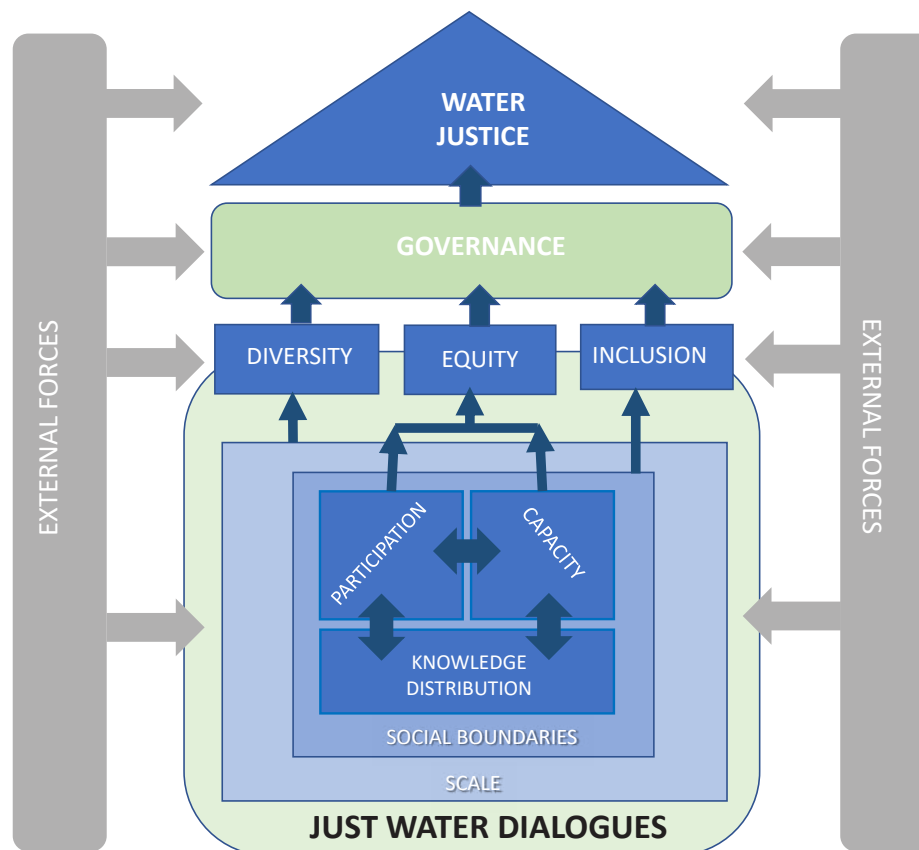 WATER
JUSTICE
GOVERNANCE
DIVERSITY
EQUITY
INCLUSION
EXTERNAL FORCES
EXTERNAL FORCES
PARTICIPATION
CAPACITY
KNOWLEDGE
DISTRIBUTION
SOCIAL BOUNDARIES
SCALE
JUST WATER DIALOGUES